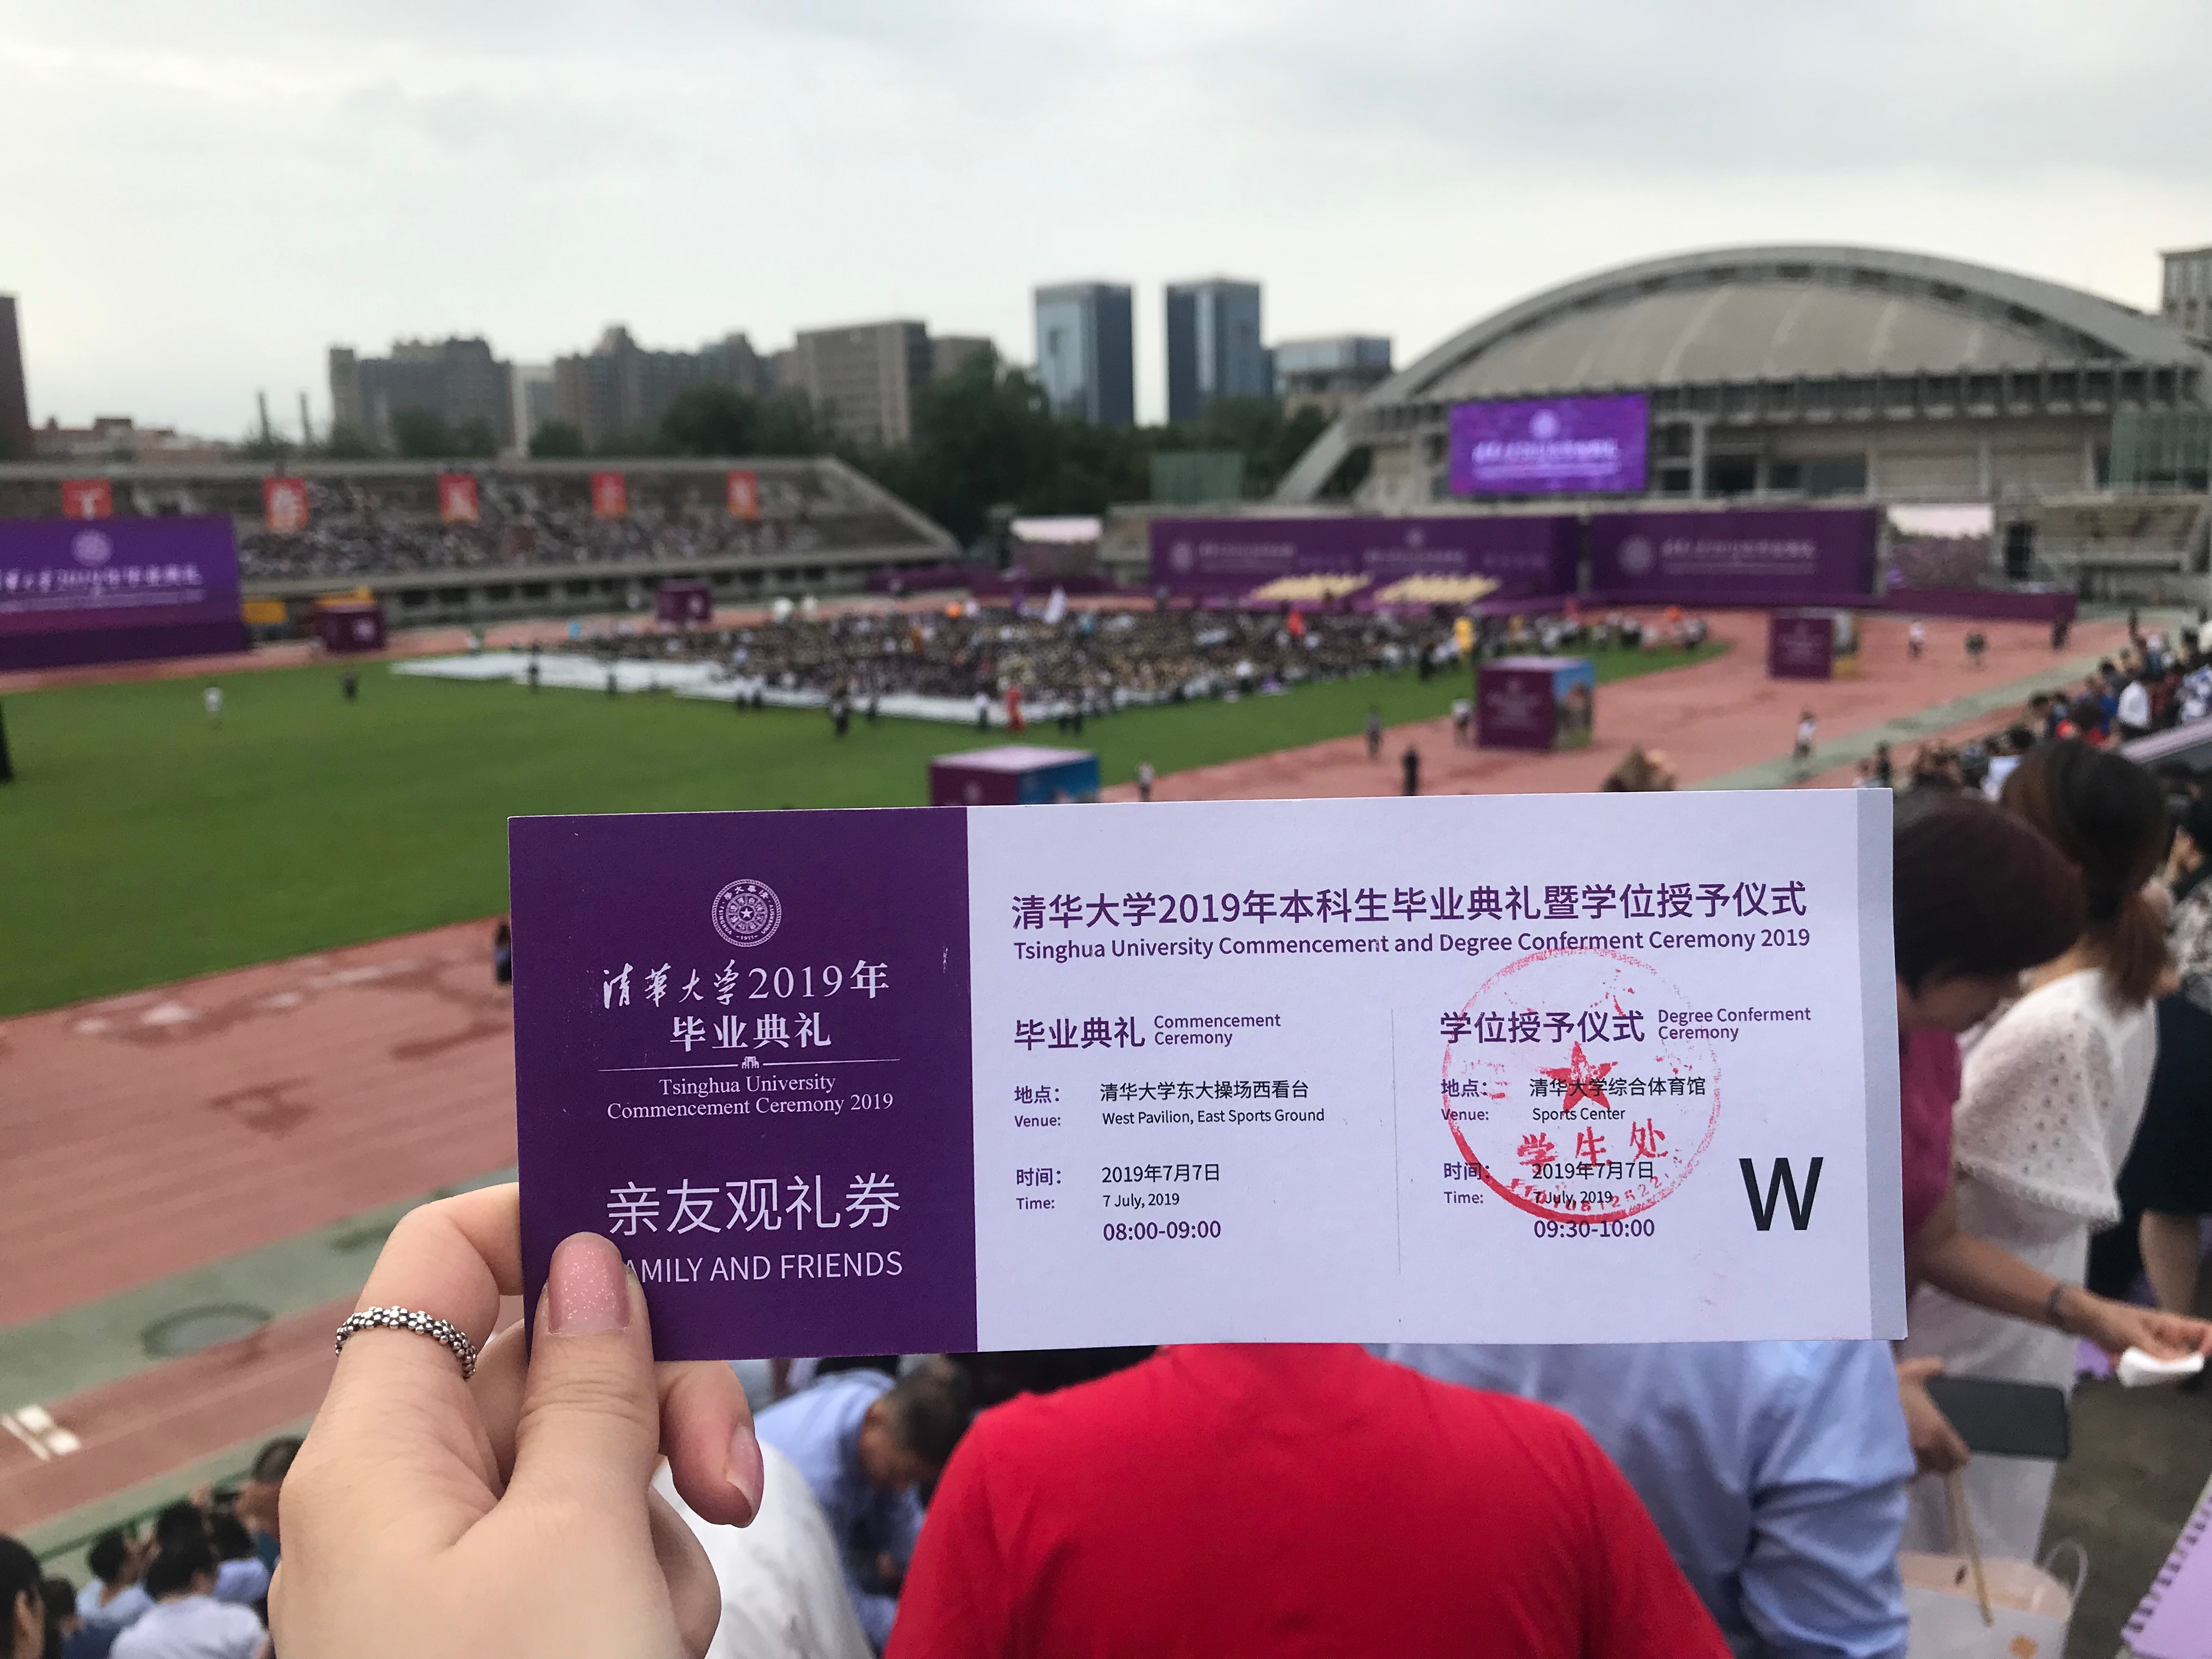 清華大学2019年
毕业典礼
Tsinghua University
Commencement Ceremony 2019
亲友观礼券
AMILY AND FRIENDS
清华大学2019年本科生毕业典礼暨学位授予仪式
Tsinghua University Commencement and Degree Conferment Ceremony 2019
毕业典礼 Commencement
Ceremony
地点： 清华大学东大操场西看台
Venue: West Pavilion, East Sports Ground
时间： 2019年7月7日
Time: 7 July, 2019
08:00-09:00
学位授予仪式 Degree Conferment
Ceremony
地点： 清华大学综合体育馆
Venue: Sports Center
时间： 2019年7月7日
Time: 7 July, 2019
09:30-10:00
学生处
W